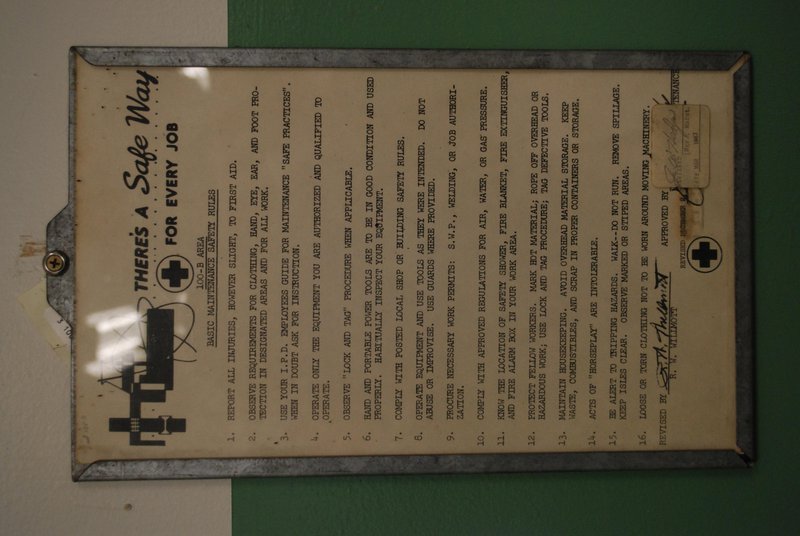 THERE'S A Safe Way
FOR EVERY JOB
100-B AREA
BASIC MAINTENANCE SAFETY RULES
1. REPORT ALL INJURIES, HOWEVER SLIGHT, TO FIRST AID.
2. OBSERVE REQUIREMENTS FOR CLOTHING, HAND, EYE, EAR, AND FOOT PRO-
TECTION IN DESIGNATED AREAS AND FOR ALL WORK.
3. USE YOUR I.P.D. EMPLOYEES GUIDE FOR MAINTENANCE "SAFE PRACTICES".
WHEN IN DOUBT ASK FOR INSTRUCTION.
4. OPERATE ONLY THE EQUIPMENT YOU ARE AUTHORIZED AND QUALIFIED TO
OPERATE.
5. OBSERVE "LOCK AND TAG" PROCEDURE WHEN APPLICABLE.
6. HAND AND PORTABLE POWER TOOLS ARE TO BE IN GOOD CONDITION AND USED
PROPERLY. HABITUALLY INSPECT YOUR EQUIPMENT.
7. COMPLY WITH POSTED LOCAL SHOP OR BUILDING SAFETY RULES.
8. OPERATE EQUIPMENT AND USE TOOLS AS THEY WERE INTENDED. DO NOT
ABUSE OR IMPROVISE. USE GUARDS WHERE PROVIDED.
9. PROCURE NECESSARY WORK PERMITS: S.W.P., WELDING, OR JOB AUTHORI-
ZATION.
10. COMPLY WITH APPROVED REGULATIONS FOR AIR, WATER, OR GAS PRESSURE.
11. KNOW THE LOCATION OF SAFETY SHOWER, FIRE BLANKET, FIRE EXTINGUISHER,
AND FIRE ALARM BOX IN YOUR WORK AREA.
12. PROTECT FELLOW WORKERS. MARK HOT MATERIAL; ROPE OFF OVERHEAD OR
HAZARDOUS WORK; USE LOCK AND TAG PROCEDURE; TAG DEFECTIVE TOOLS.
13. MAINTAIN HOUSEKEEPING. AVOID OVERHEAD MATERIAL STORAGE. KEEP
WASTE, COMBUSTIBLES, AND SCRAP IN PROPER CONTAINERS OR STORAGE.
14. ACTS OF "HORSEPLAY" ARE INTOLERABLE.
15. BE ALERT TO TRIPPING HAZARDS. WALK--DO NOT RUN. REMOVE SPILLAGE.
KEEP ISLES CLEAR. OBSERVE MARKED OR STIPED AREAS.
16. LOOSE OR TORN CLOTHING NOT TO BE WORN AROUND MOVING MACHINERY.
REVISED BY APPROVED BY
R. W. WILLMOTT TENANCE
REVISED